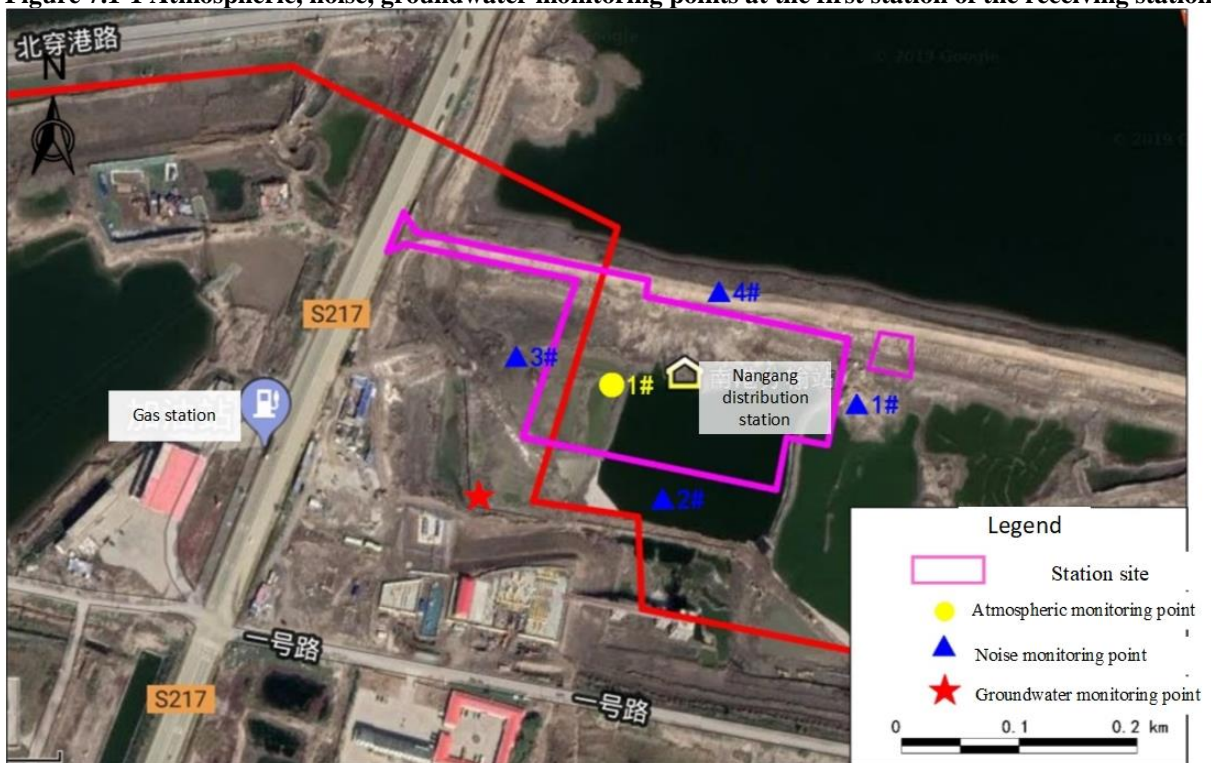 Figure 7.1-1 Atmospheric, noise, groundwater monitoring points at the first station of the receiving station
北穿港路
Google
© 2019 Google
N
© 2019
S217
4#
3#
1#
Nangang
distribution
station
1#
Gas station
加油站
2#
Legend
Station site
Atmospheric monitoring point
Noise monitoring point
Groundwater monitoring point
一号路
一号路
S217
0 0.1 0.2 km